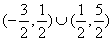 (-3/2, 1/2) ∪ (1/2, 5/2)